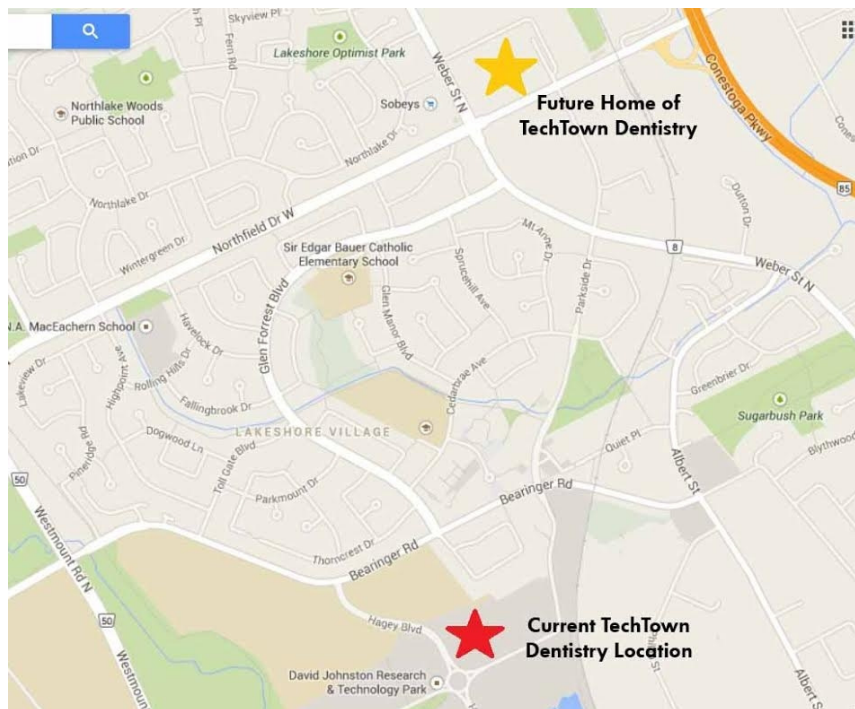 Skyview Pl
Fern Rd
Lakeshore Optimist Park
Weber St N
Conestoga Pkwy
Northlake Woods
Public School
Sobeys
Future Home of
TechTown Dentistry
Northlake Dr
Northlake Dr
85
Dutton Dr
Northfield Dr W
Wintergreen Dr
Sir Edgar Bauer Catholic
Elementary School
Mt Anne Dr
8
Weber St N
Sprucehill Ave
Parkside Dr
Glen Forrest Blvd
Glen Manor Blvd
N.A. MacEachern School
Havelock Dr
Rolling Hills Dr
Highpoint Ave
Lakeview Dr
Cedarbrae Ave
Greenbrier Dr
Fallingbrook Dr
Sugarbush Park
LAKESHORE VILLAGE
Dogwood Ln
Toll Gate Blvd
Pineridge Rd
Quiet Pl
Albert St
Blythwood
50
Parkmount Dr
Bearinger Rd
Westmount Rd N
Thorncrest Dr
Bearinger Rd
50
Hagey Blvd
Current TechTown
Dentistry Location
David Johnston Research
& Technology Park
Westmount
Albert S